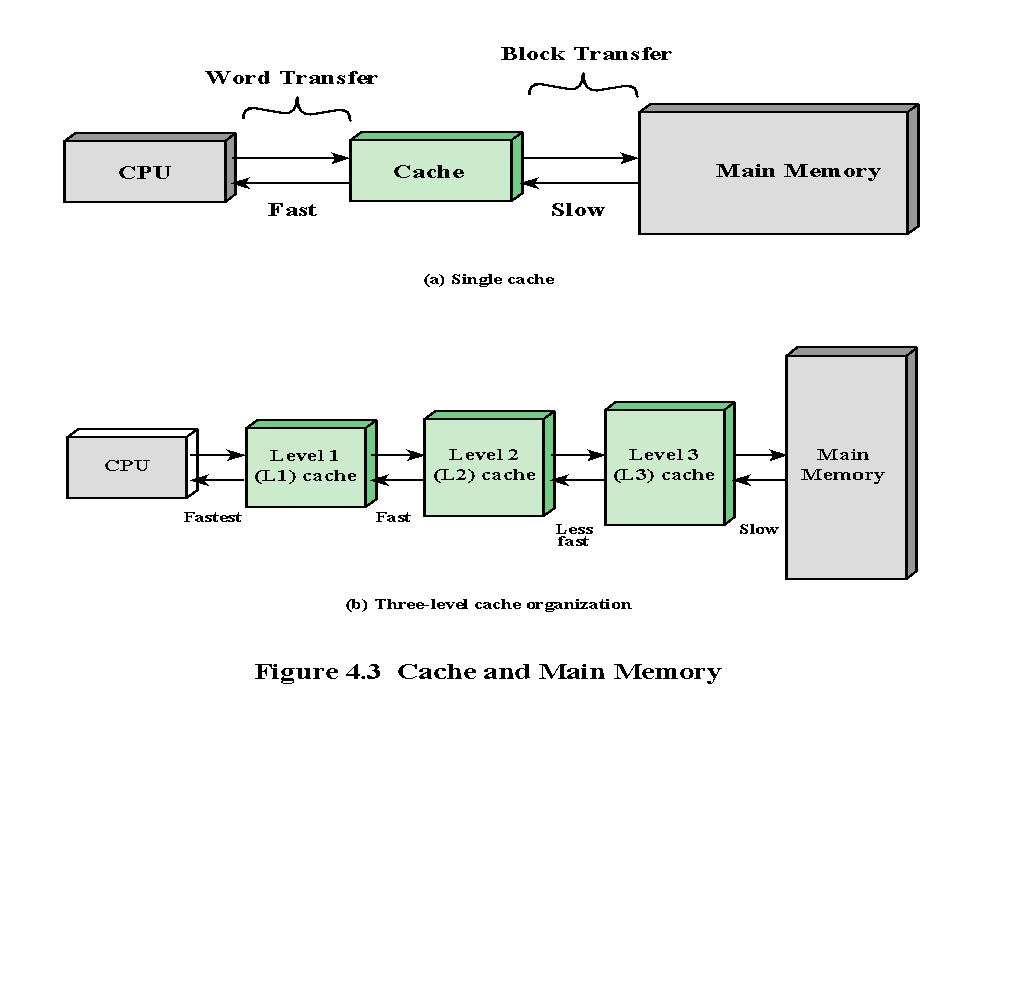 Block Transfer
Word Transfer
CPU
Cache
Main Memory
Fast
Slow
(a) Single cache
CPU
Level 1
(L1) cache
Level 2
(L2) cache
Level 3
(L3) cache
Main
Memory
Fastest
Fast
Less
fast
Slow
(b) Three-level cache organization
Figure 4.3 Cache and Main Memory